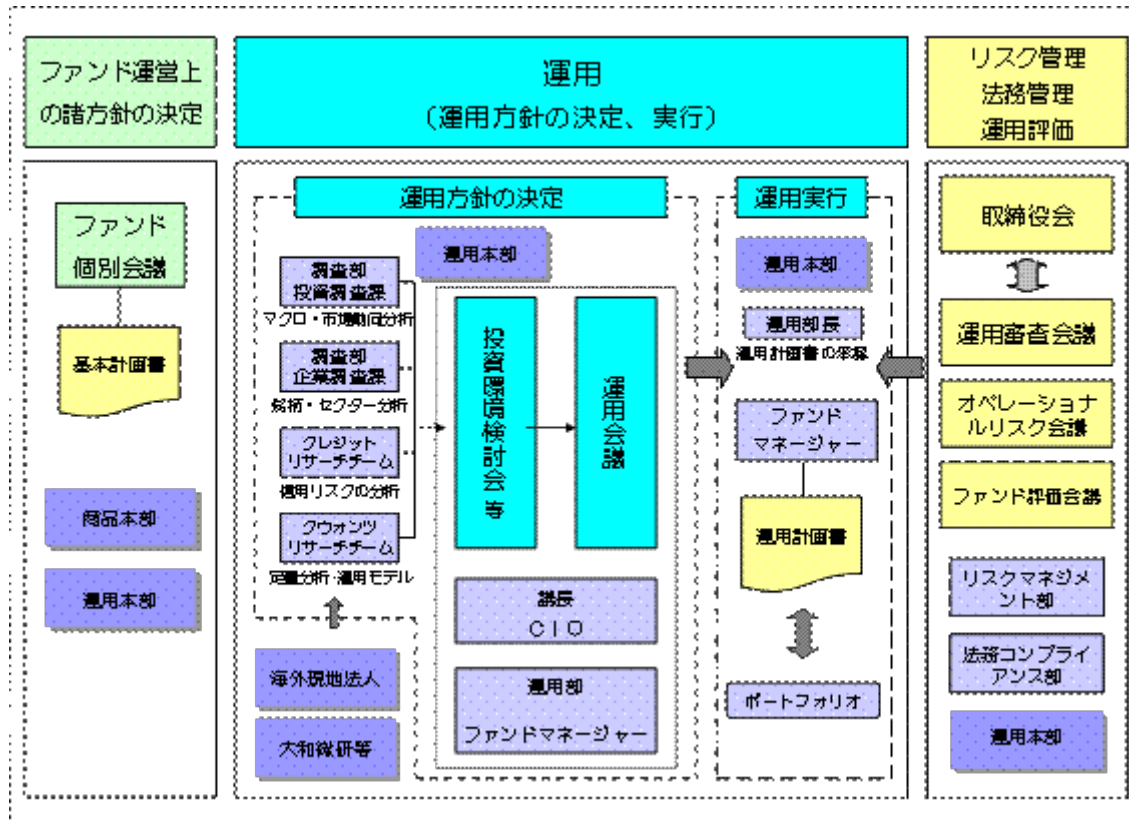 ファンド運営上
の諸方針の決定
運用
（運用方針の決定、実行）
リスク管理
法務管理
運用評価
ファンド
個別会議
基本計画書
商品本部
運用本部
運用方針の決定
運用本部
調査部
投資調査課
マクロ・市場動向分析
調査部
企業調査課
銘柄・セクター分析
クレジット
リサーチチーム
信用リスクの分析
クウォンツ
リサーチチーム
定量分析・運用モデル
海外現地法人
大和総研等
投資環境検討会 等
運用会議
議長
ＣＩＯ
運用部
ファンドマネージャー
運用実行
運用本部
運用部長
運用計画書の承認
ファンド
マネージャー
運用計画書
ポートフォリオ
取締役会
運用審査会議
オペレーショナ
ルリスク会議
ファンド評価会議
リスクマネジメ
ント部
法務コンプライ
アンス部
運用本部